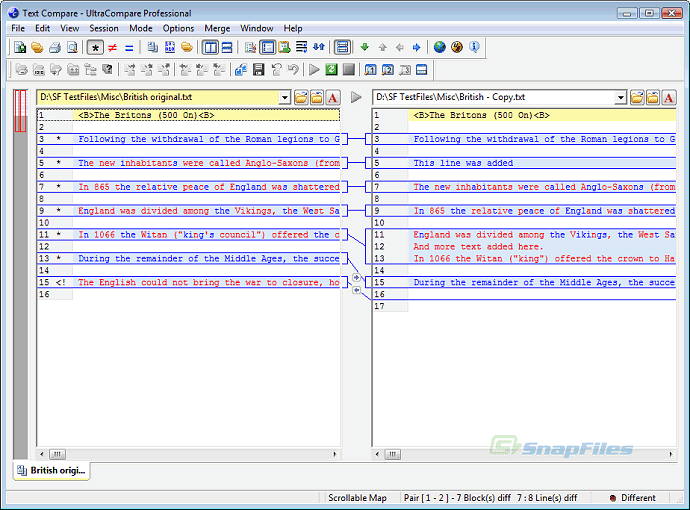 Text Compare - UltraCompare Professional
File Edit View Session Mode Options Merge Window Help
D:\SF TestFiles\Misc\British original.txt
D:\SF TestFiles\Misc\British - Copy.txt
1 <B>The Britons (500 On)<B>
2
3 * Following the withdrawal of the Roman legions to G
4
5 * The new inhabitants were called Anglo-Saxons (from
6
7 * In 865 the relative peace of England was shattered
8
9 * England was divided among the Vikings, the West Sa
10
11 * In 1066 the Witan ("king's council") offered the c
12
13 * During the remainder of the Middle Ages, the succe
14
15 <! The English could not bring the war to closure, ho
16
1 <B>The Britons (500 On)<B>
2
3 Following the withdrawal of the Roman legions to G
4
5 This line was added
6
7 The new inhabitants were called Anglo-Saxons (from
8
9 In 865 the relative peace of England was shattered
10
11 England was divided among the Vikings, the West Sa
12 And more text added here.
13 In 1066 the Witan ("king") offered the crown to Ha
14
15 During the remainder of the Middle Ages, the succe
16
17
SnapFiles
British origi...
Scrollable Map Pair [ 1 - 2 ] - 7 Block(s) diff 7 : 8 Line(s) diff Different